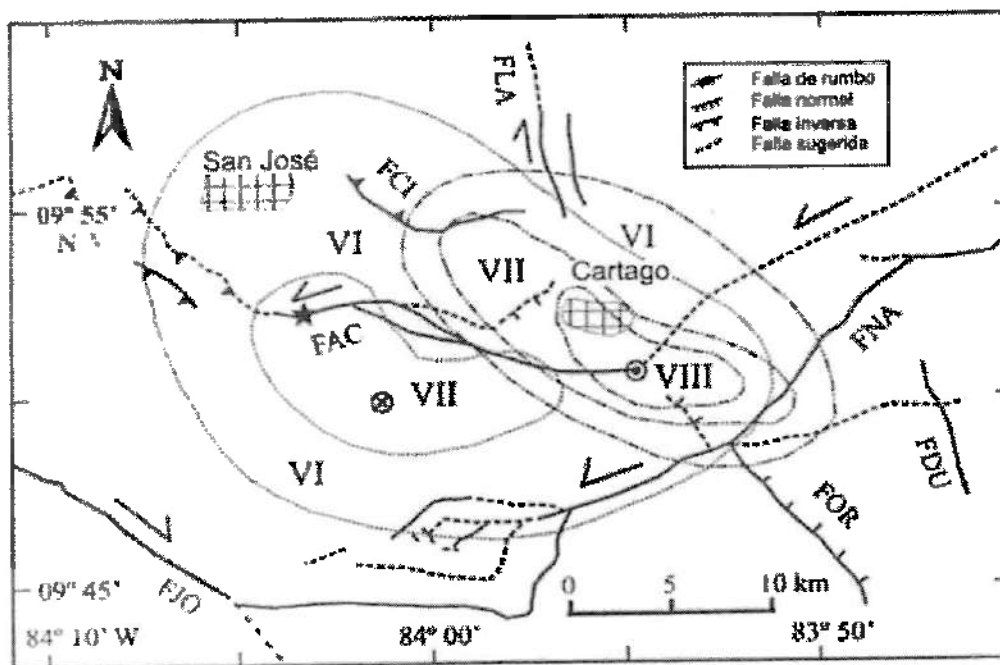 N
FLA
Falla de rumbo
Falla normal
Falla inversa
Falla sugerida
San José
FCI
09° 55'
N
VI
VI
VII
Cartago
FAC
FNA
VII
VIII
VI
FDU
FOR
FJO
09° 45'
0 5 10 km
84° 10' W
84° 00'
83° 50'